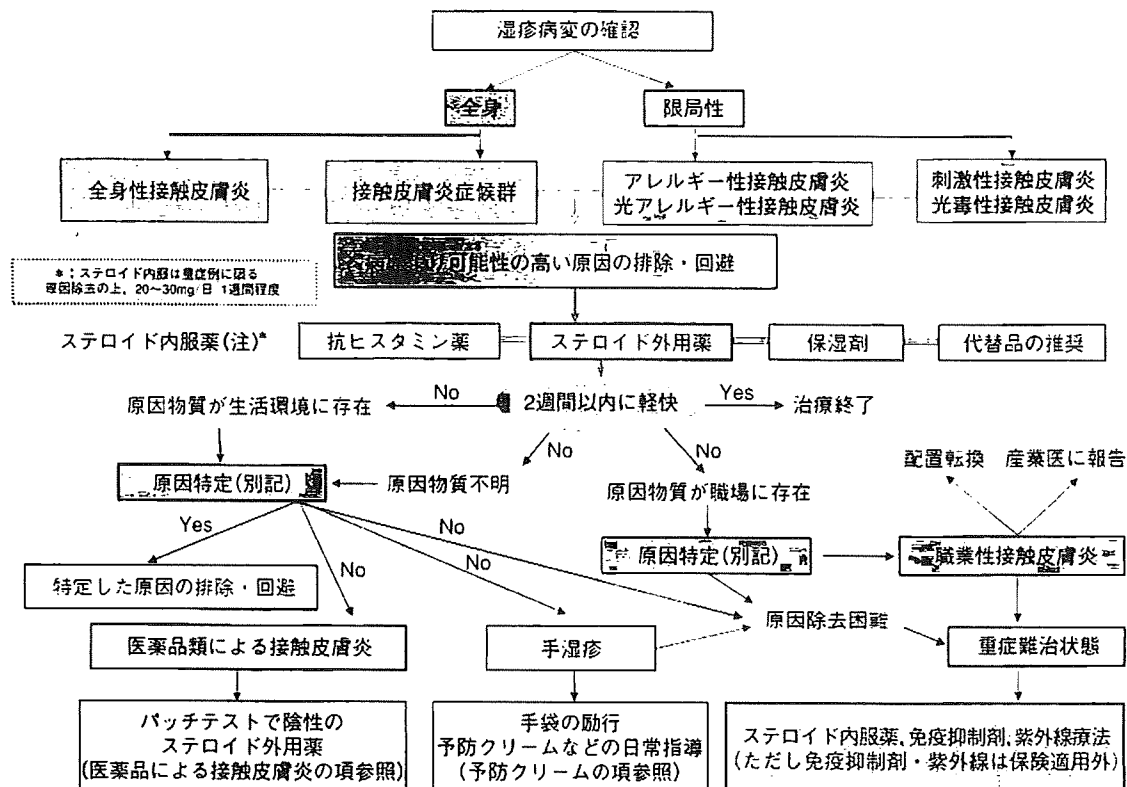 湿疹病変の確認
全身
限局性
全身性接触皮膚炎
接触皮膚炎症候群
アレルギー性接触皮膚炎
光アレルギー性接触皮膚炎
刺激性接触皮膚炎
光毒性接触皮膚炎
可能性の高い原因の排除・回避
*:ステロイド内服は重症例に限る
原因除去の上, 20〜30mg/日 1週間程度
ステロイド内服薬(注)*
抗ヒスタミン薬
ステロイド外用薬
保湿剤
代替品の推奨
原因物質が生活環境に存在
No
2週間以内に軽快
Yes
治療終了
No
No
配置転換
産業医に報告
原因特定(別記)
原因物質不明
原因物質が職場に存在
Yes
No
No
No
原因特定(別記)
職業性接触皮膚炎
特定した原因の排除・回避
原因除去困難
医薬品類による接触皮膚炎
手湿疹
重症難治状態
パッチテストで陰性の
ステロイド外用薬
(医薬品による接触皮膚炎の項参照)
手袋の励行
予防クリームなどの日常指導
(予防クリームの項参照)
ステロイド内服薬, 免疫抑制剤, 紫外線療法
(ただし免疫抑制剤・紫外線は保険適用外)